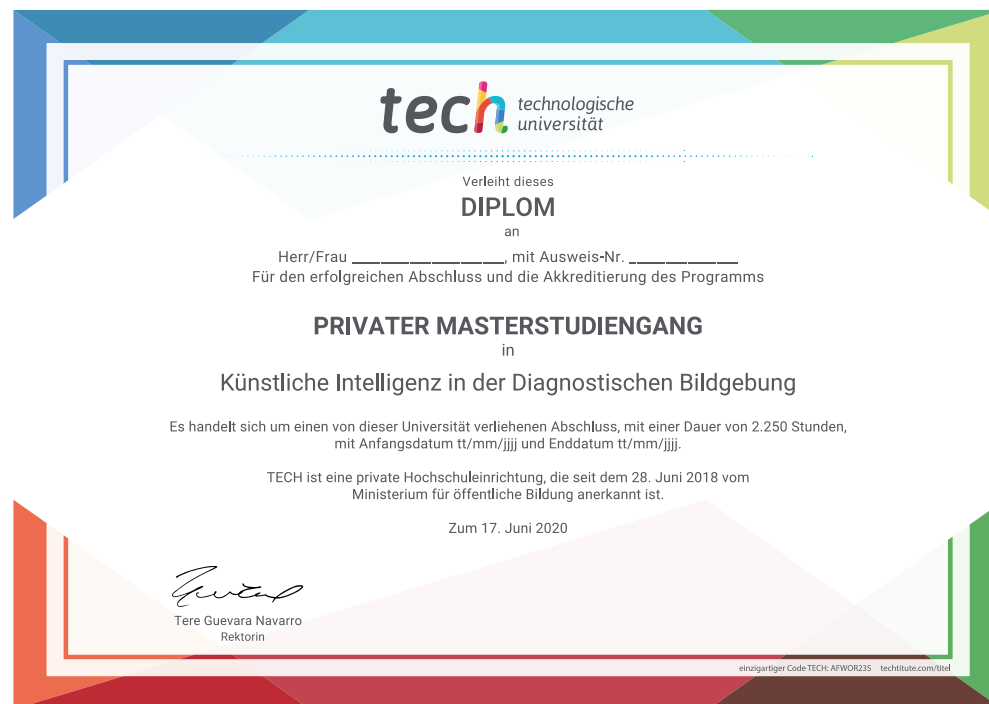 tech technologische
universität
Verleiht dieses
DIPLOM
an
Herr/Frau ________________, mit Ausweis-Nr. ____________
Für den erfolgreichen Abschluss und die Akkreditierung des Programms
PRIVATER MASTERSTUDIENGANG
in
Künstliche Intelligenz in der Diagnostischen Bildgebung
Es handelt sich um einen von dieser Universität verliehenen Abschluss, mit einer Dauer von 2.250 Stunden,
mit Anfangsdatum tt/mm/jjjj und Enddatum tt/mm/jjjj.
TECH ist eine private Hochschuleinrichtung, die seit dem 28. Juni 2018 vom
Ministerium für öffentliche Bildung anerkannt ist.
Zum 17. Juni 2020
Tere Guevara Navarro
Rektorin
einzigartiger Code TECH: AFWOR23S techtitute.com/titel